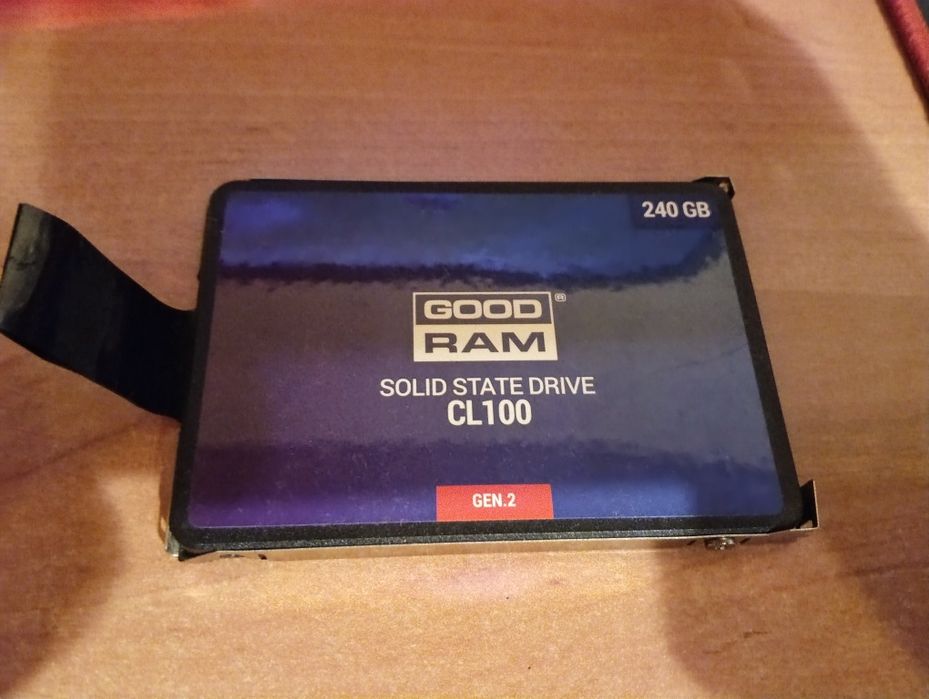 240 GB
GOOD
RAM®
SOLID STATE DRIVE
CL100
GEN.2